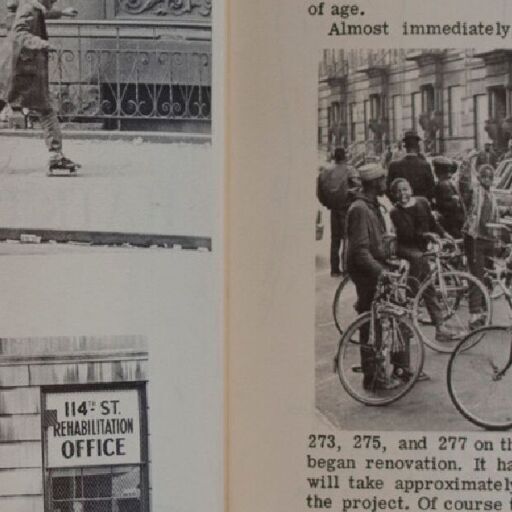 114TH ST.
REHABILITATION
OFFICE
of age.
Almost immediately
273, 275, and 277 on th
began renovation. It ha
will take approximately
the project. Of course